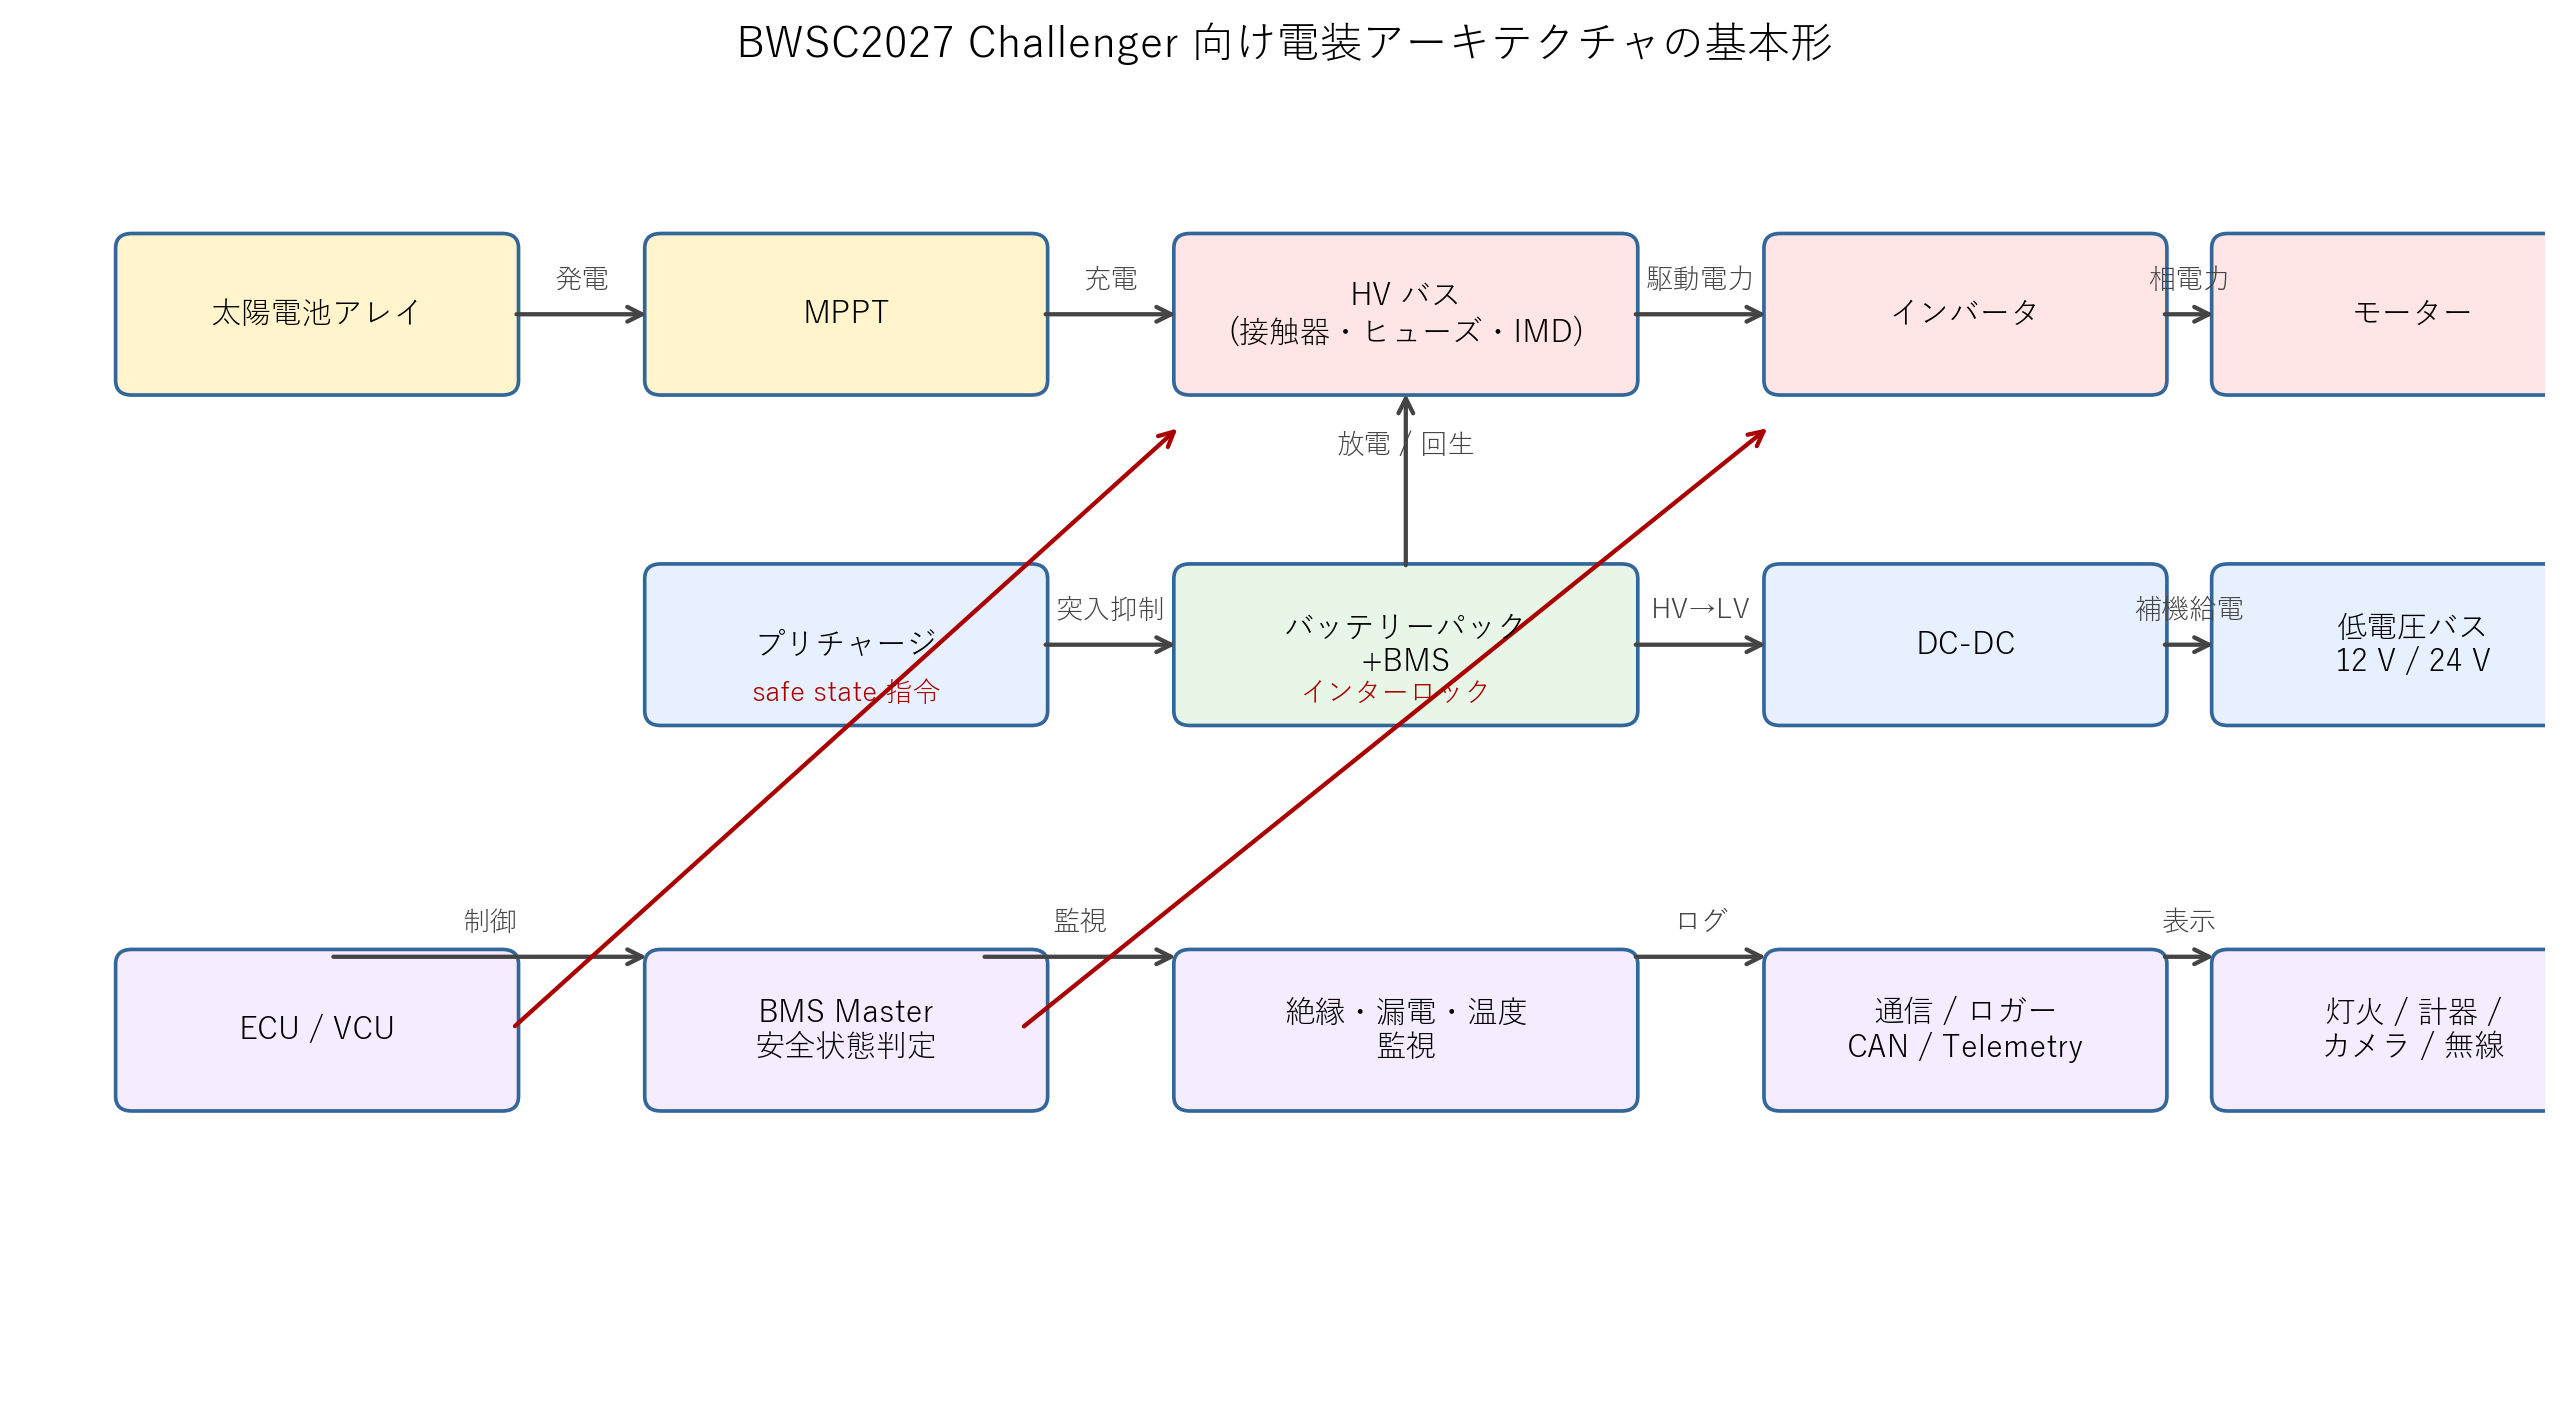 BWSC2027 Challenger 向け電装アーキテクチャの基本形
太陽電池アレイ
発電
MPPT
充電
HV バス
(接触器・ヒューズ・IMD)
駆動電力
インバータ
相電力
モーター
放電 / 回生
プリチャージ
safe state 指令
突入抑制
バッテリーパック
+BMS
インターロック
HV→LV
DC-DC
補機給電
低電圧バス
12 V / 24 V
制御
監視
ログ
表示
ECU / VCU
BMS Master
安全状態判定
絶縁・漏電・温度
監視
通信 / ロガー
CAN / Telemetry
灯火 / 計器 /
カメラ / 無線